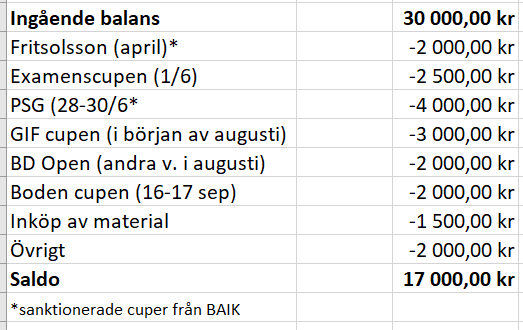 Ingående balans 30 000,00 kr
Fritsolsson (april)* -2 000,00 kr
Examenscupen (1/6) -2 500,00 kr
PSG (28-30/6* -4 000,00 kr
GIF cupen (i början av augusti) -3 000,00 kr
BD Open (andra v. i augusti) -2 000,00 kr
Boden cupen (16-17 sep) -2 000,00 kr
Inköp av material -1 500,00 kr
Övrigt -2 000,00 kr
Saldo 17 000,00 kr
*sanktionerade cuper från BAIK